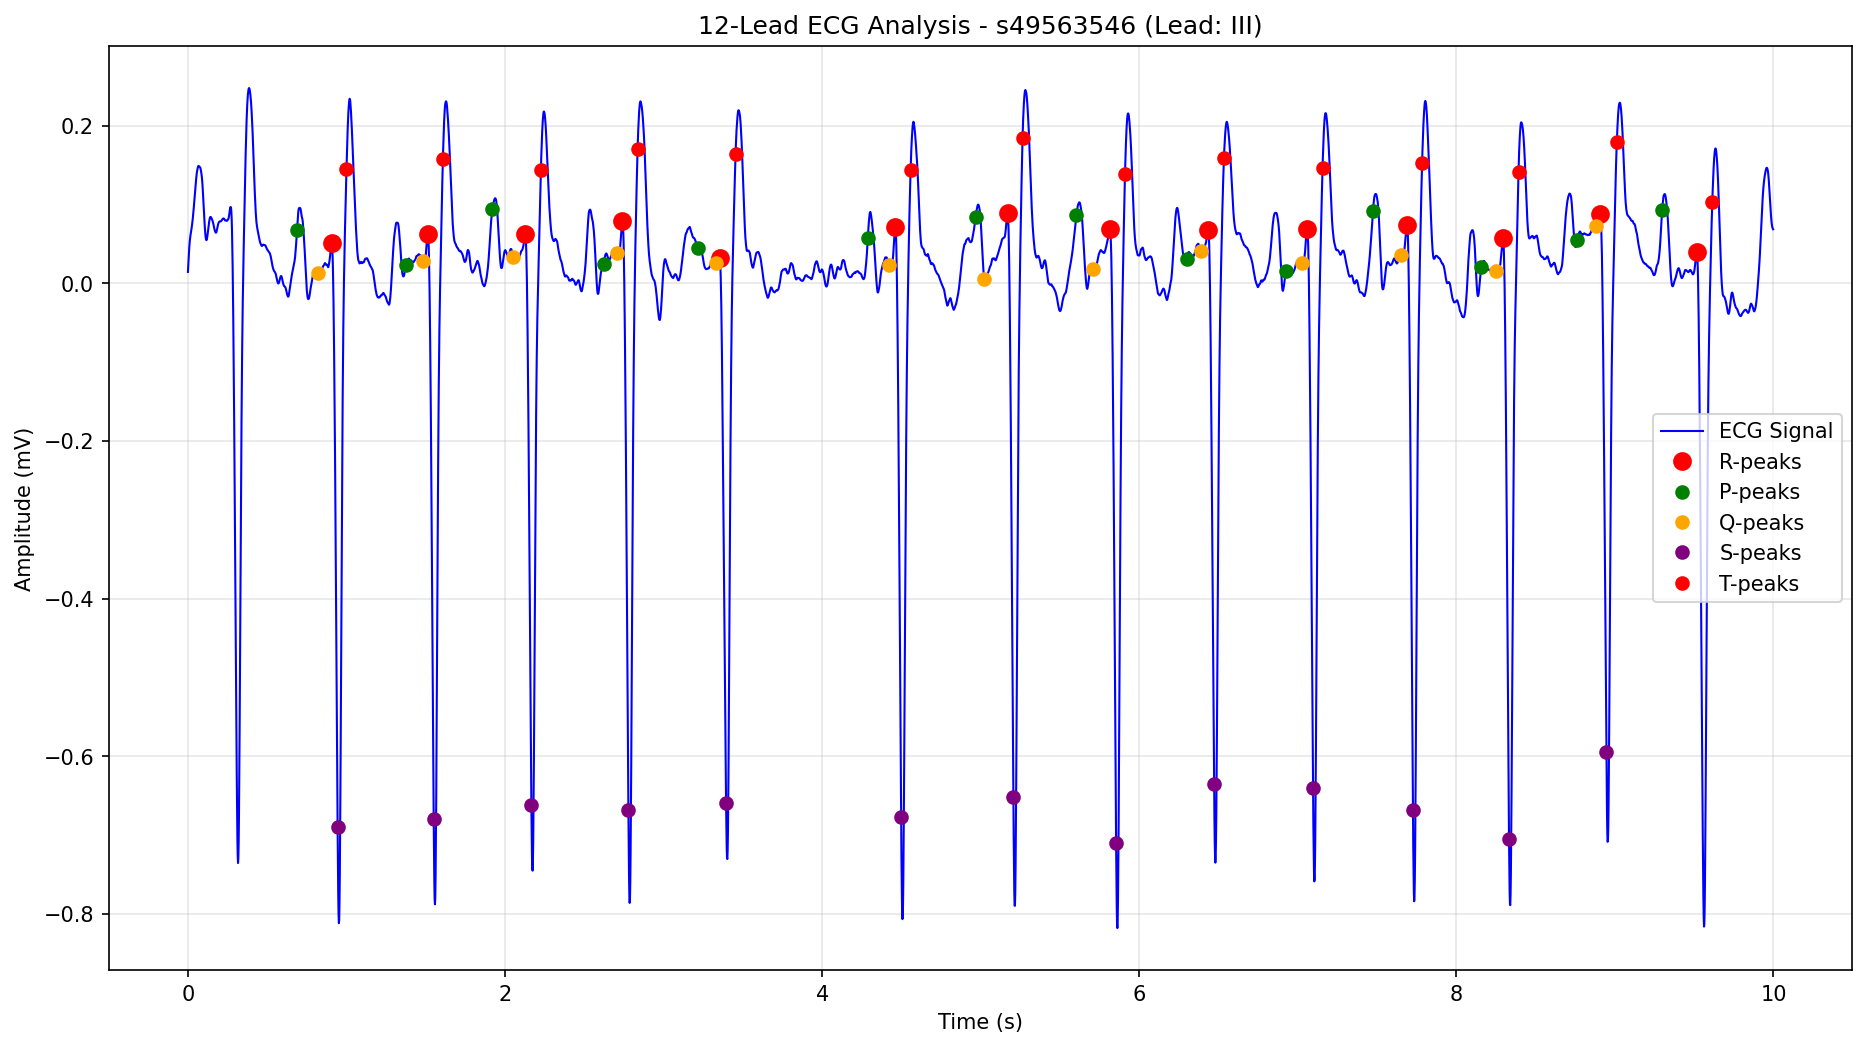 12-Lead ECG Analysis - s49563546 (Lead: III)
Amplitude (mV)
0.2
0.0
−0.2
−0.4
−0.6
−0.8
ECG Signal
R-peaks
P-peaks
Q-peaks
S-peaks
T-peaks
0 2 4 6 8 10
Time (s)